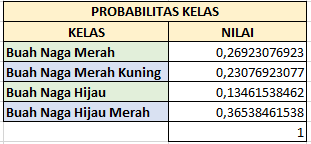 PROBABILITAS KELAS
KELAS NILAI
Buah Naga Merah 0,26923076923
Buah Naga Merah Kuning 0,23076923077
Buah Naga Hijau 0,13461538462
Buah Naga Hijau Merah 0,36538461538
1